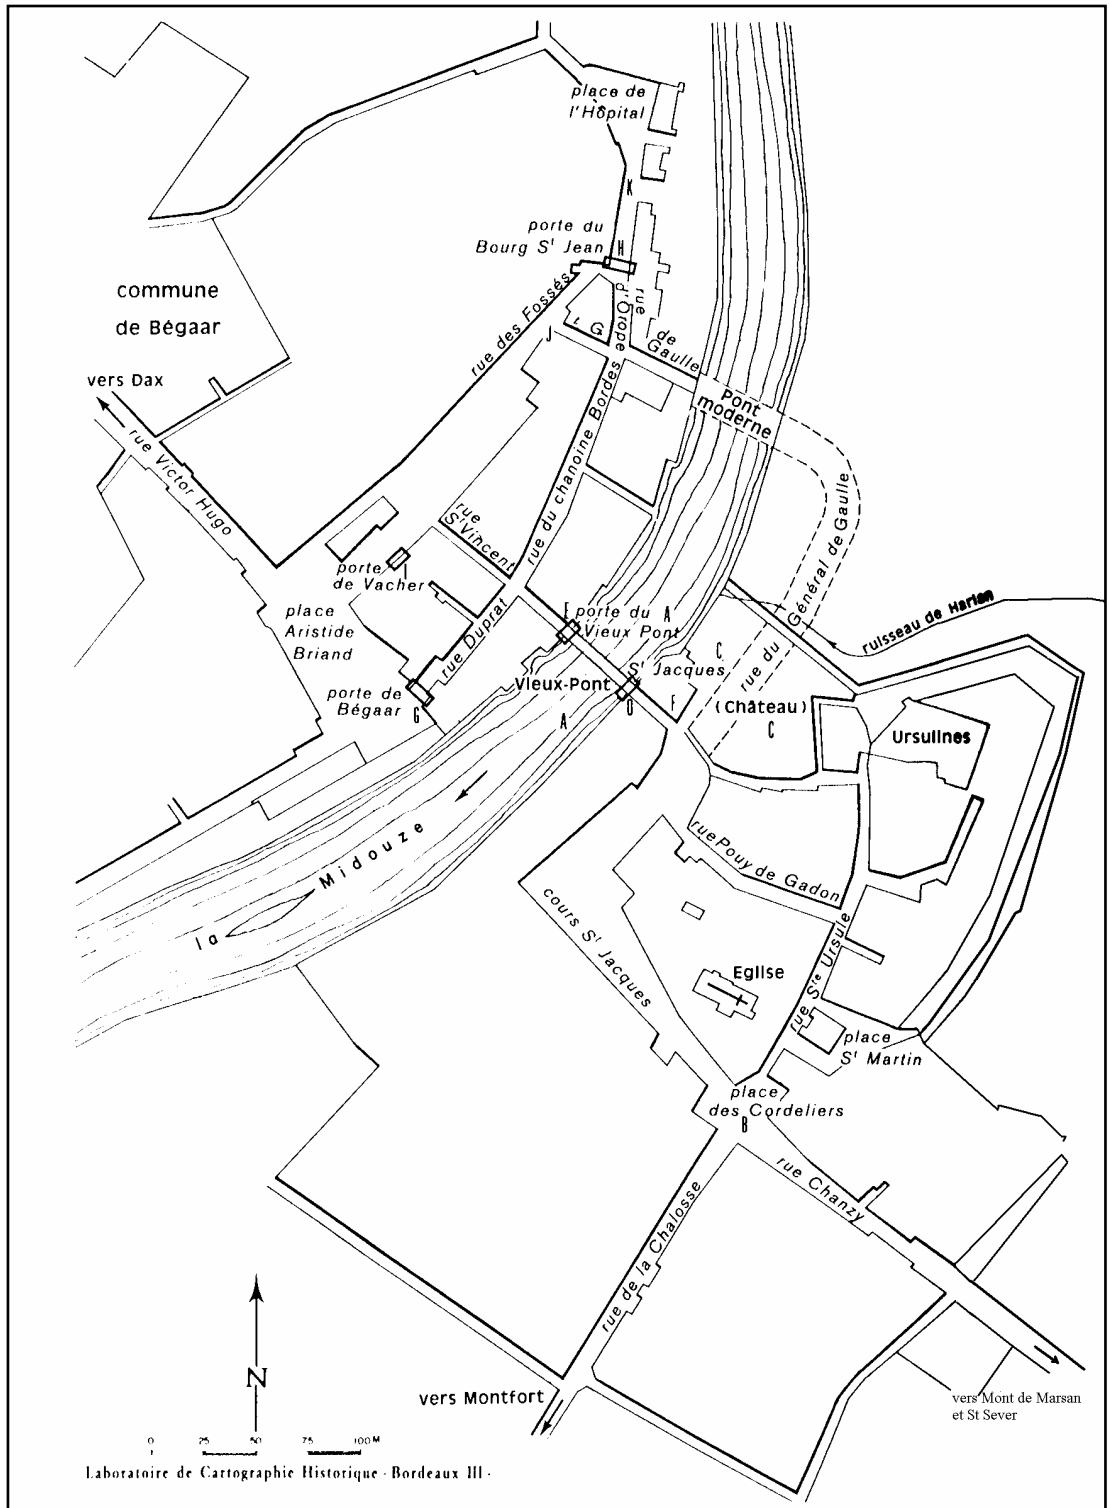 place de
l'Hôpital
K
porte du
Bourg St Jean
H
rue
d'Orope
commune
de Bégaar
rue des Fossés
J
G.
de
Gaulle
vers Dax
Pont
moderne
rue Victor Hugo
rue du chanoine Bordes
rue
St Vincent
rue du Général de Gaulle
porte
de Vacher
I
place
Aristide
Briand
rue Duprat
E
porte du
Vieux Pont
A
ruisseau de Harlan
C
St Jacques
Vieux-Pont
D
F
porte de
Bégaar
G
A
(Château)
C
Ursulines
la Midouze
rue Pouy de Gadon
cours St Jacques
Eglise
rue Ste Ursule
place
St Martin
place
des Cordeliers
B
rue Chanzy
rue de la Chalosse
N
vers Montfort
vers Mont de Marsan
et St Sever
0 25 50 75 100 M
Laboratoire de Cartographie Historique - Bordeaux III -